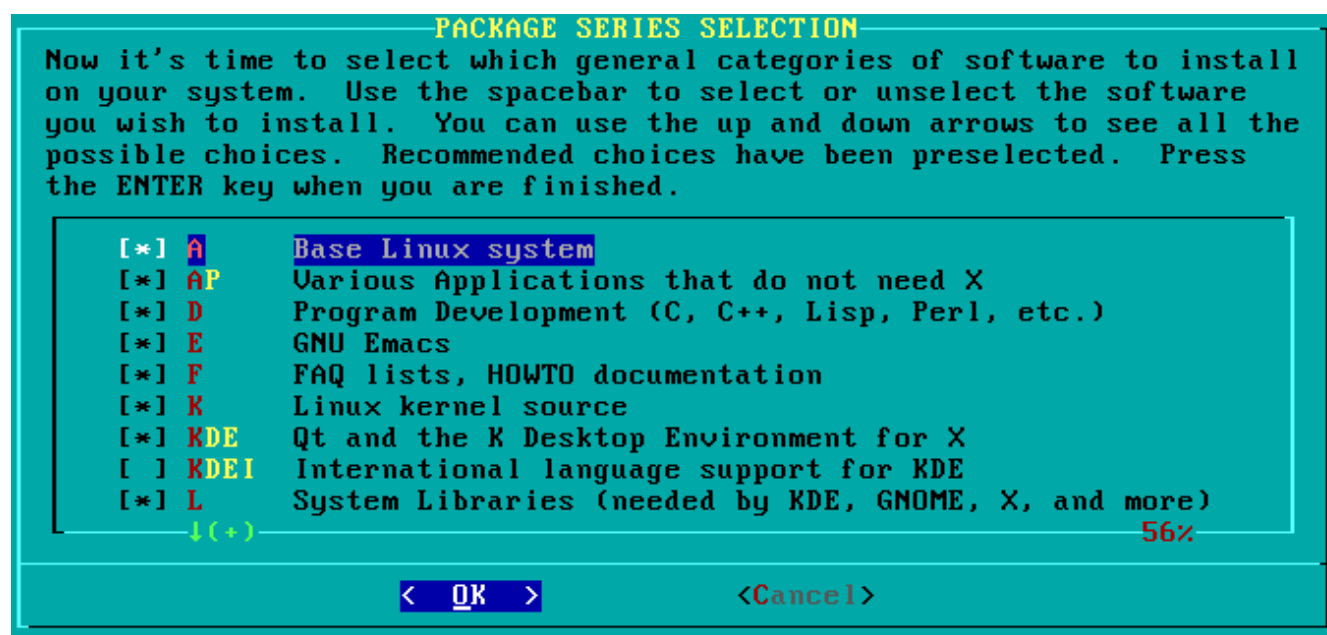 PACKAGE SERIES SELECTION
Now it's time to select which general categories of software to install
on your system.  Use the spacebar to select or unselect the software
you wish to install.  You can use the up and down arrows to see all the
possible choices.  Recommended choices have been preselected.  Press
the ENTER key when you are finished.
[*] A Base Linux system
[*] AP Various Applications that do not need X
[*] D Program Development (C, C++, Lisp, Perl, etc.)
[*] E GNU Emacs
[*] F FAQ lists, HOWTO documentation
[*] K Linux kernel source
[*] KDE Qt and the K Desktop Environment for X
[ ] KDEI International language support for KDE
[*] L System Libraries (needed by KDE, GNOME, X, and more)
↓(+) 56%
< OK > <Cancel>